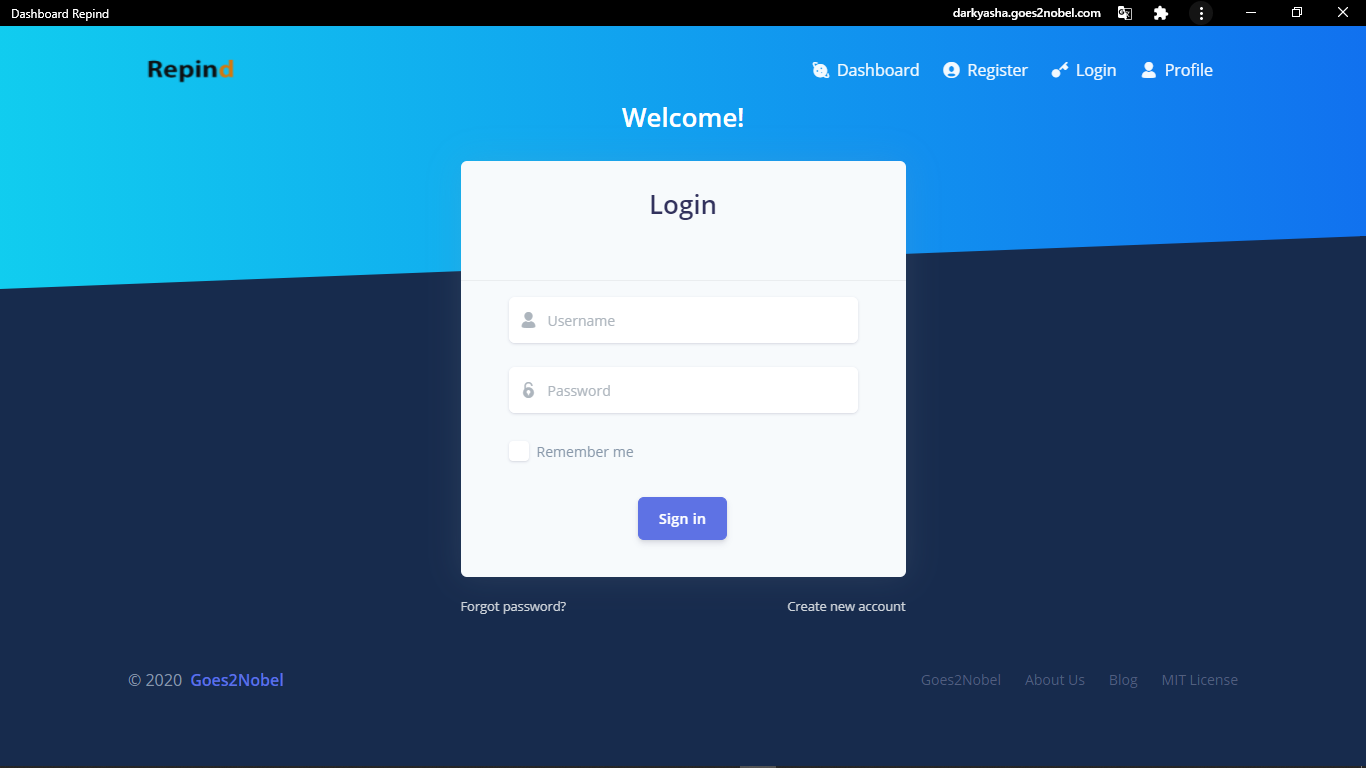 Dashboard Repind
darkyasha.goes2nobel.com
Repind
Dashboard Register Login Profile
Welcome!
Login
Username
Password
Remember me
Sign in
Forgot password? Create new account
© 2020 Goes2Nobel
Goes2Nobel About Us Blog MIT License